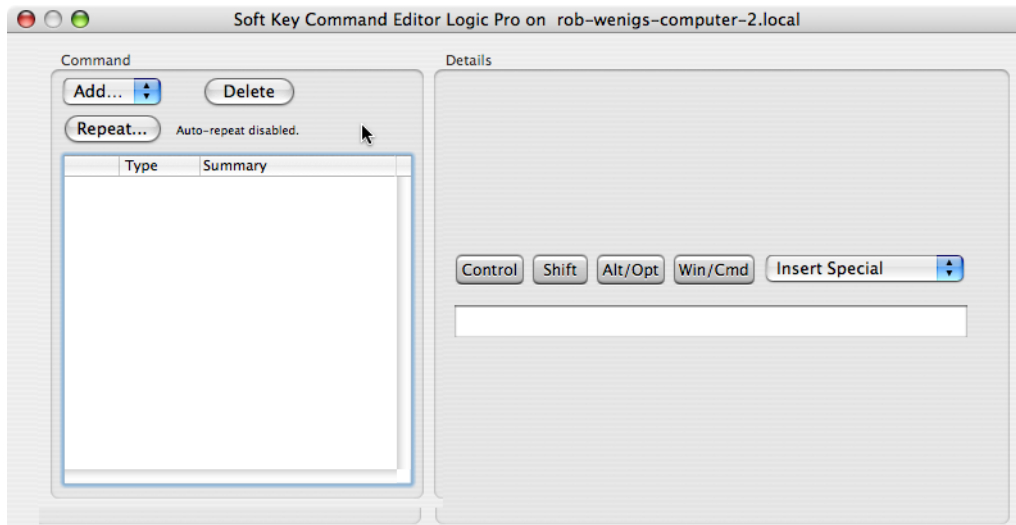 Soft Key Command Editor Logic Pro on rob-wenigs-computer-2.local
Command
Add...
Delete
Repeat...
Auto-repeat disabled.
Type
Summary
Details
Control
Shift
Alt/Opt
Win/Cmd
Insert Special